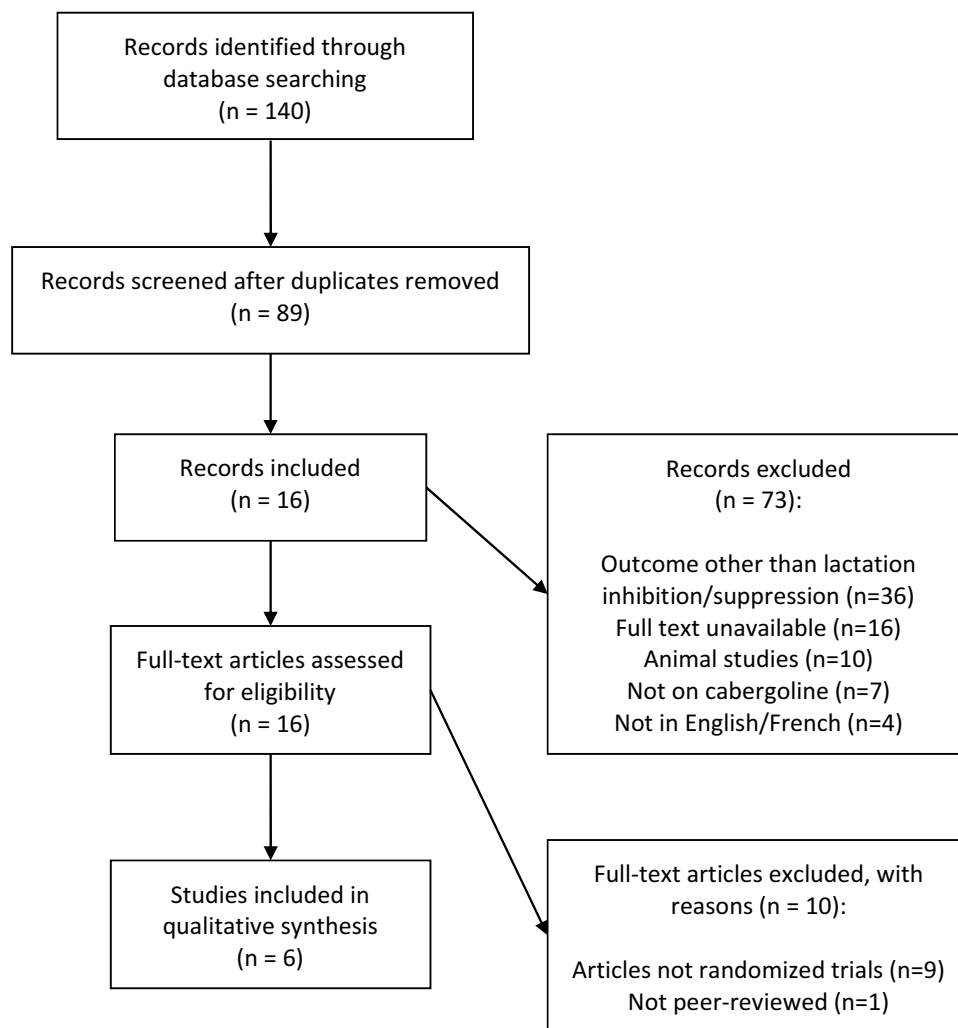 Records identified through
database searching
(n = 140)
Records screened after duplicates removed
(n = 89)
Records included
(n = 16)
Records excluded
(n = 73):
Outcome other than lactation
inhibition/suppression (n=36)
Full text unavailable (n=16)
Animal studies (n=10)
Not on cabergoline (n=7)
Not in English/French (n=4)
Full-text articles assessed
for eligibility
(n = 16)
Studies included in
qualitative synthesis
(n = 6)
Full-text articles excluded, with
reasons (n = 10):
Articles not randomized trials (n=9)
Not peer-reviewed (n=1)